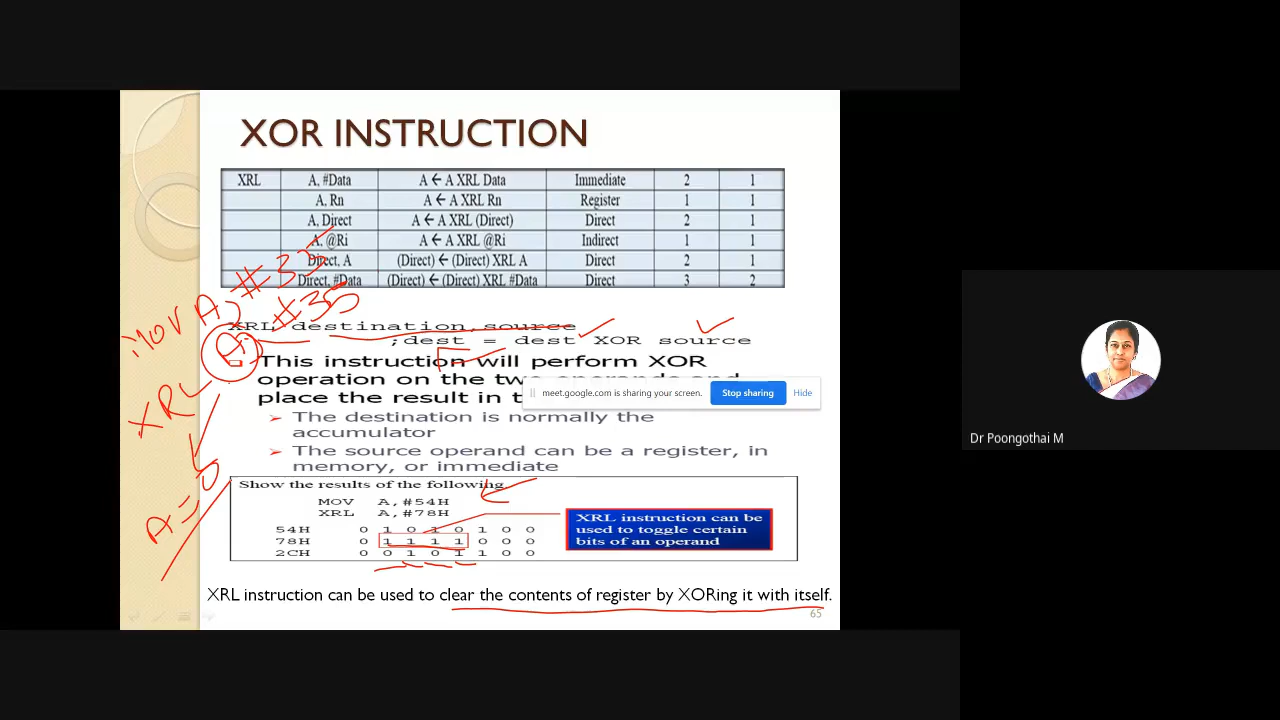 XOR INSTRUCTION
XRL A, #Data A ← A XRL Data Immediate 2 1
A, Rn A ← A XRL Rn Register 1 1
A, Direct A ← A XRL (Direct) Direct 2 1
A, @Ri A ← A XRL @Ri Indirect 1 1
Direct, A (Direct) ← (Direct) XRL A Direct 2 1
Direct, #Data (Direct) ← (Direct) XRL #Data Direct 3 2
Mov A, #35
XRL A, #35
A=0
XRL destination,source
;dest = dest XOR source
This instruction will perform XOR
operation on the two operands and
place the result in t
meet.google.com is sharing your screen. Stop sharing Hide
➢ The destination is normally the
accumulator
➢ The source operand can be a register, in
memory, or immediate
Show the results of the following.
MOV A,#54H
XRL A,#78H
54H 0 1 0 1 0 1 0 0
78H 0 1 1 1 1 0 0 0
2CH 0 0 1 0 1 1 0 0
XRL instruction can be
used to toggle certain
bits of an operand
XRL instruction can be used to clear the contents of register by XORing it with itself.
65
Dr Poongothai M